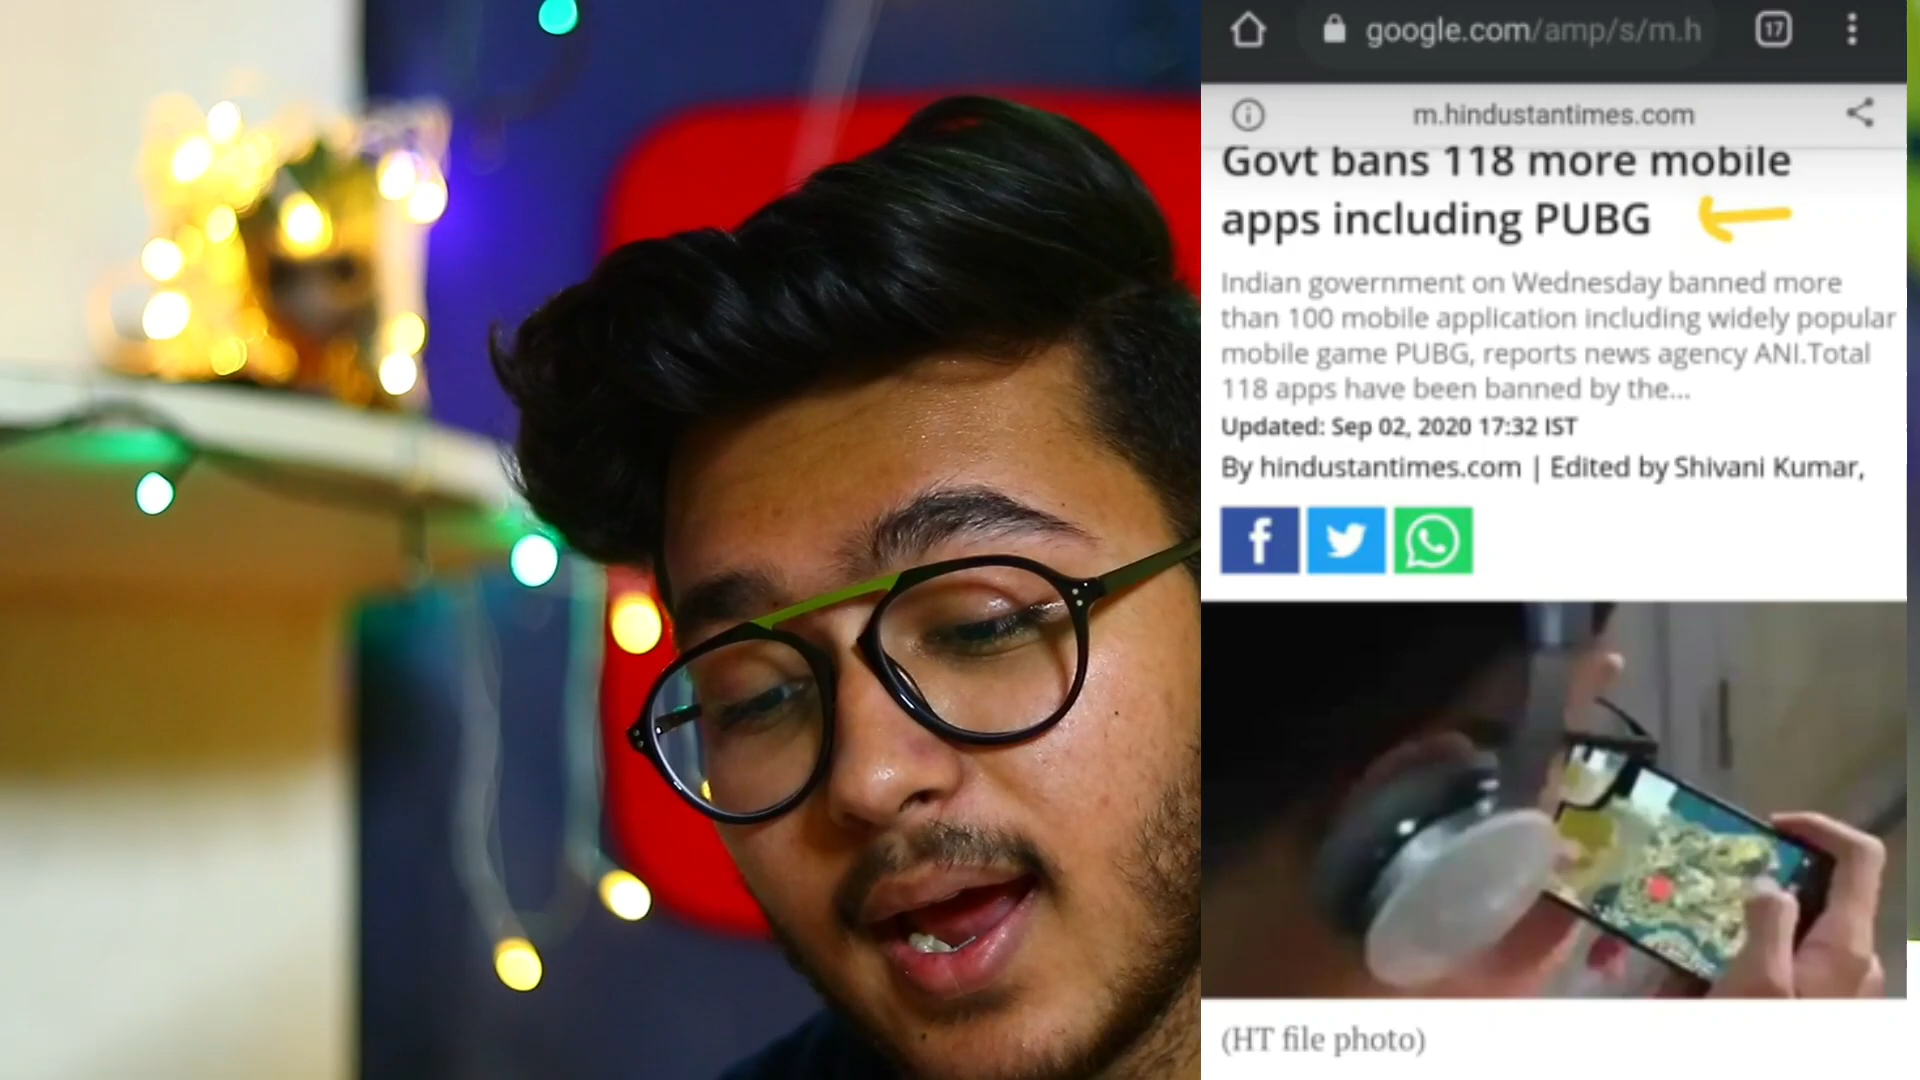 google.com/amp/s/m.h
17
m.hindustantimes.com
Govt bans 118 more mobile
apps including PUBG
Indian government on Wednesday banned more
than 100 mobile application including widely popular
mobile game PUBG, reports news agency ANI.Total
118 apps have been banned by the...
Updated: Sep 02, 2020 17:32 IST
By hindustantimes.com | Edited by Shivani Kumar,
(HT file photo)